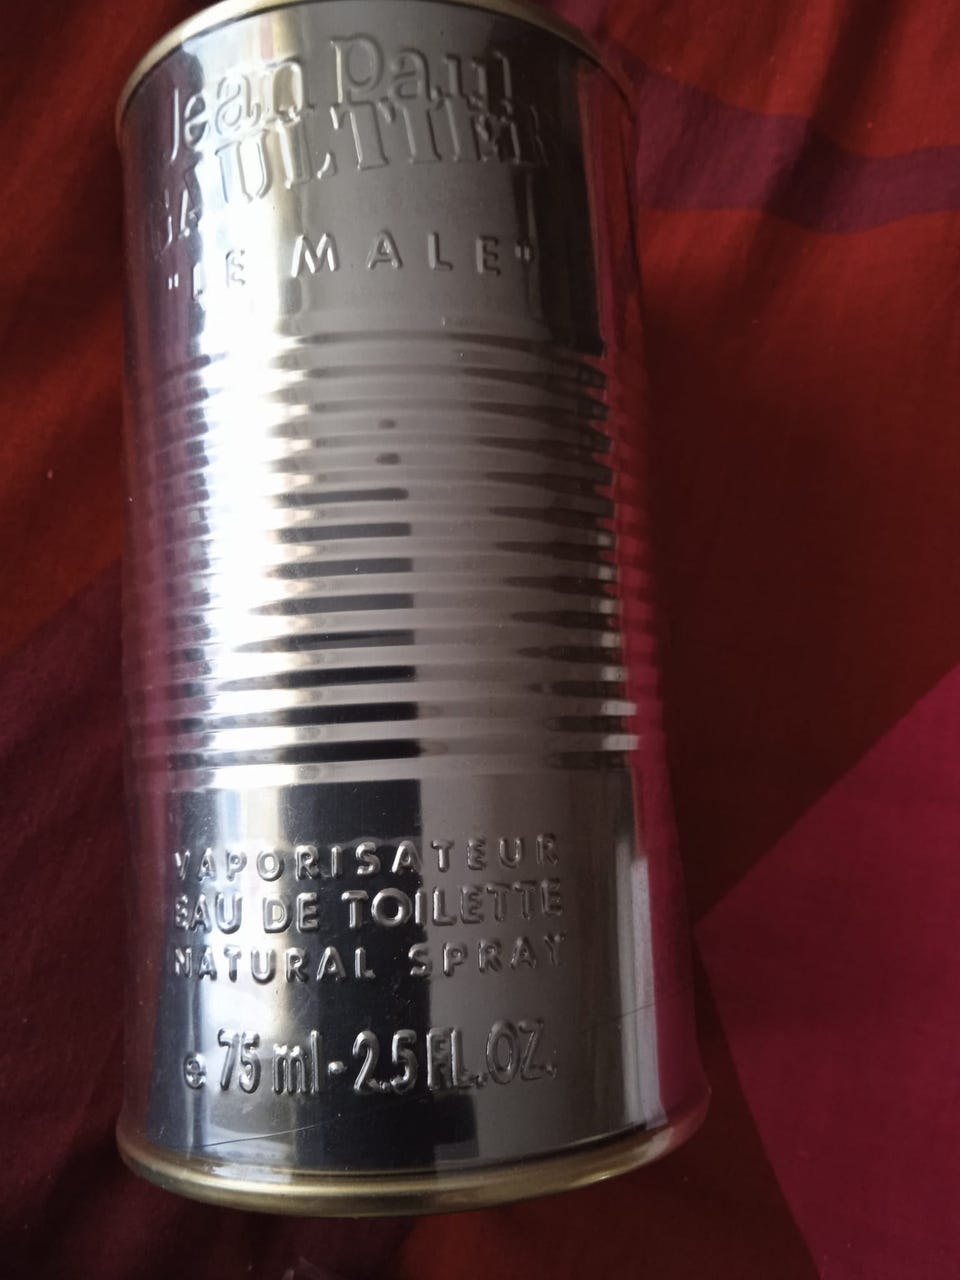 Jean Paul
GAULTIER
"LE MALE"
VAPORISATEUR
EAU DE TOILETTE
NATURAL SPRAY
e 75 ml - 2.5 FL.OZ.